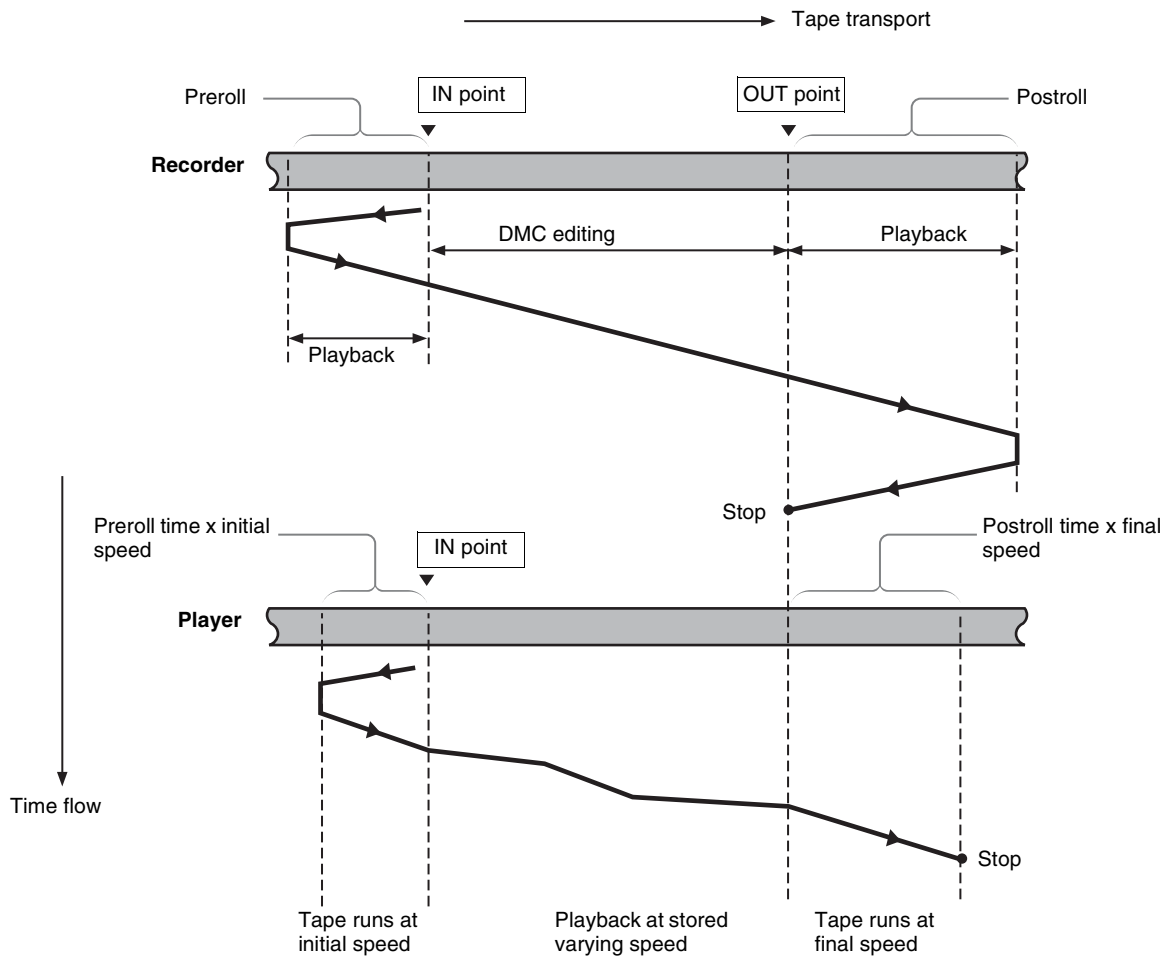 Tape transport
Preroll
IN point
OUT point
Postroll
Recorder
DMC editing
Playback
Playback
Stop
Preroll time x initial
speed
IN point
Postroll time x final
speed
Player
Time flow
Stop
Tape runs at
initial speed
Playback at stored
varying speed
Tape runs at
final speed